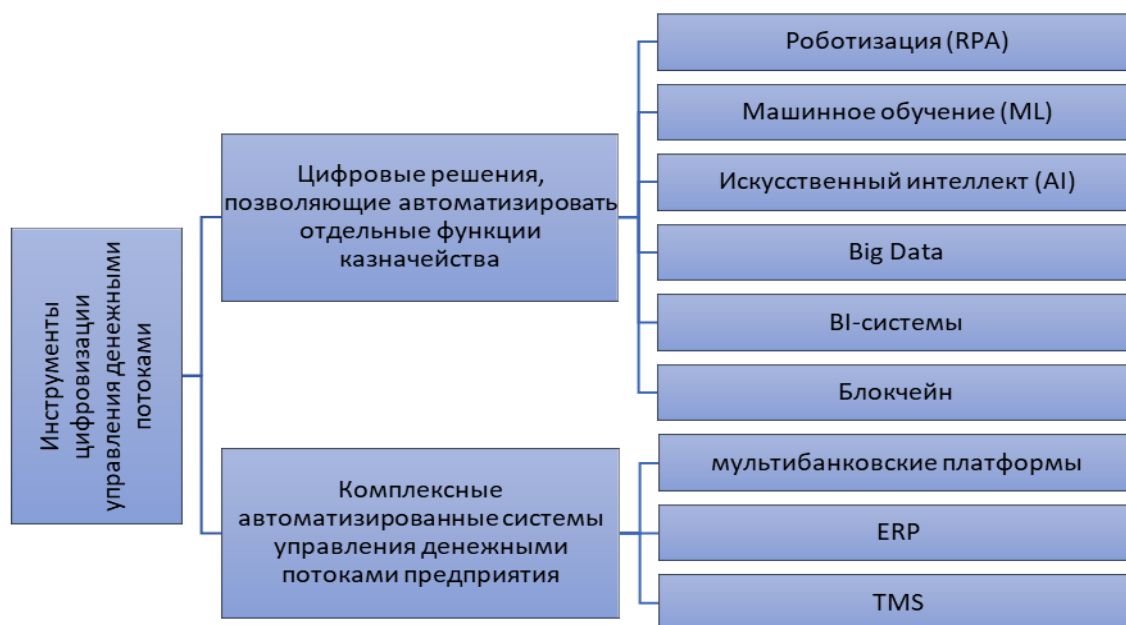 Инструменты
цифровизации
управления денежными
потоками
Цифровые решения,
позволяющие автоматизировать
отдельные функции
казначейства
Роботизация (RPA)
Машинное обучение (ML)
Искусственный интеллект (AI)
Big Data
BI-системы
Блокчейн
Комплексные
автоматизированные системы
управления денежными
потоками предприятия
мультибанковские платформы
ERP
TMS